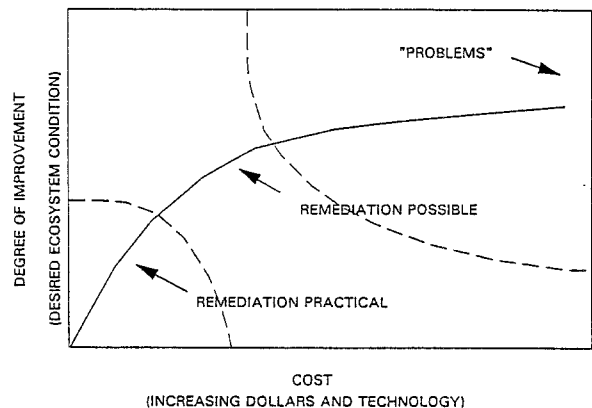 "PROBLEMS"
REMEDIATION POSSIBLE
REMEDIATION PRACTICAL
DEGREE OF IMPROVEMENT
(DESIRED ECOSYSTEM CONDITION)
COST
(INCREASING DOLLARS AND TECHNOLOGY)